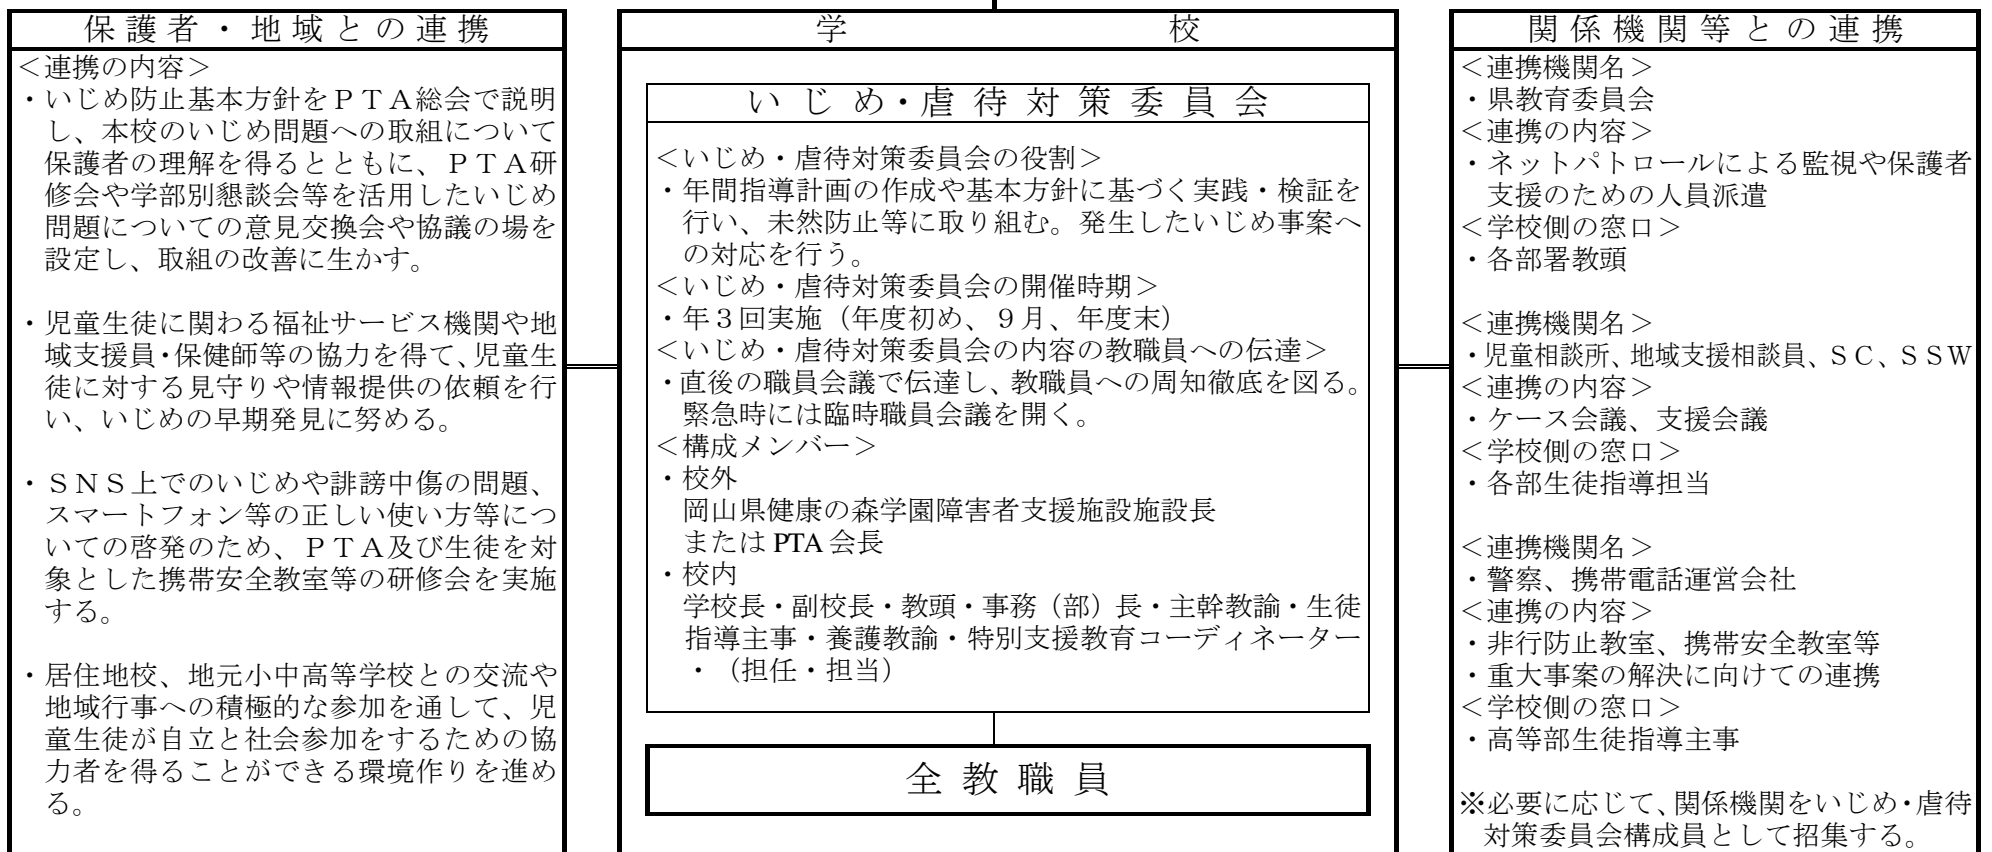 保護者・地域との連携
＜連携の内容＞
・いじめ防止基本方針をＰＴＡ総会で説明
し、本校のいじめ問題への取組について
保護者の理解を得るとともに、ＰＴＡ研
修会や学部別懇談会等を活用したいじめ
問題についての意見交換会や協議の場を
設定し、取組の改善に生かす。
・児童生徒に関わる福祉サービス機関や地
域支援員・保健師等の協力を得て、児童生
徒に対する見守りや情報提供の依頼を行
い、いじめの早期発見に努める。
・ＳＮＳ上でのいじめや誹謗中傷の問題、
スマートフォン等の正しい使い方等につ
いての啓発のため、ＰＴＡ及び生徒を対
象とした携帯安全教室等の研修会を実施
する。
・居住地校、地元小中高等学校との交流や
地域行事への積極的な参加を通して、児
童生徒が自立と社会参加をするための協
力者を得ることができる環境作りを進め
る。
学校
いじめ・虐待対策委員会
＜いじめ・虐待対策委員会の役割＞
・年間指導計画の作成や基本方針に基づく実践・検証を
行い、未然防止等に取り組む。発生したいじめ事案へ
の対応を行う。
＜いじめ・虐待対策委員会の開催時期＞
・年３回実施（年度初め、９月、年度末）
＜いじめ・虐待対策委員会の内容の教職員への伝達＞
・直後の職員会議で伝達し、教職員への周知徹底を図る。
緊急時には臨時職員会議を開く。
＜構成メンバー＞
・校外
岡山県健康の森学園障害者支援施設施設長
または PTA 会長
・校内
学校長・副校長・教頭・事務（部）長・主幹教諭・生徒
指導主事・養護教諭・特別支援教育コーディネーター
・（担任・担当）
全教職員
関係機関等との連携
＜連携機関名＞
・県教育委員会
＜連携の内容＞
・ネットパトロールによる監視や保護者
支援のための人員派遣
＜学校側の窓口＞
・各部署教頭
＜連携機関名＞
・児童相談所、地域支援相談員、ＳＣ、ＳＳＷ
＜連携の内容＞
・ケース会議、支援会議
＜学校側の窓口＞
・各部生徒指導担当
＜連携機関名＞
・警察、携帯電話運営会社
＜連携の内容＞
・非行防止教室、携帯安全教室等
・重大事案の解決に向けての連携
＜学校側の窓口＞
・高等部生徒指導主事
※必要に応じて、関係機関をいじめ・虐待
対策委員会構成員として招集する。